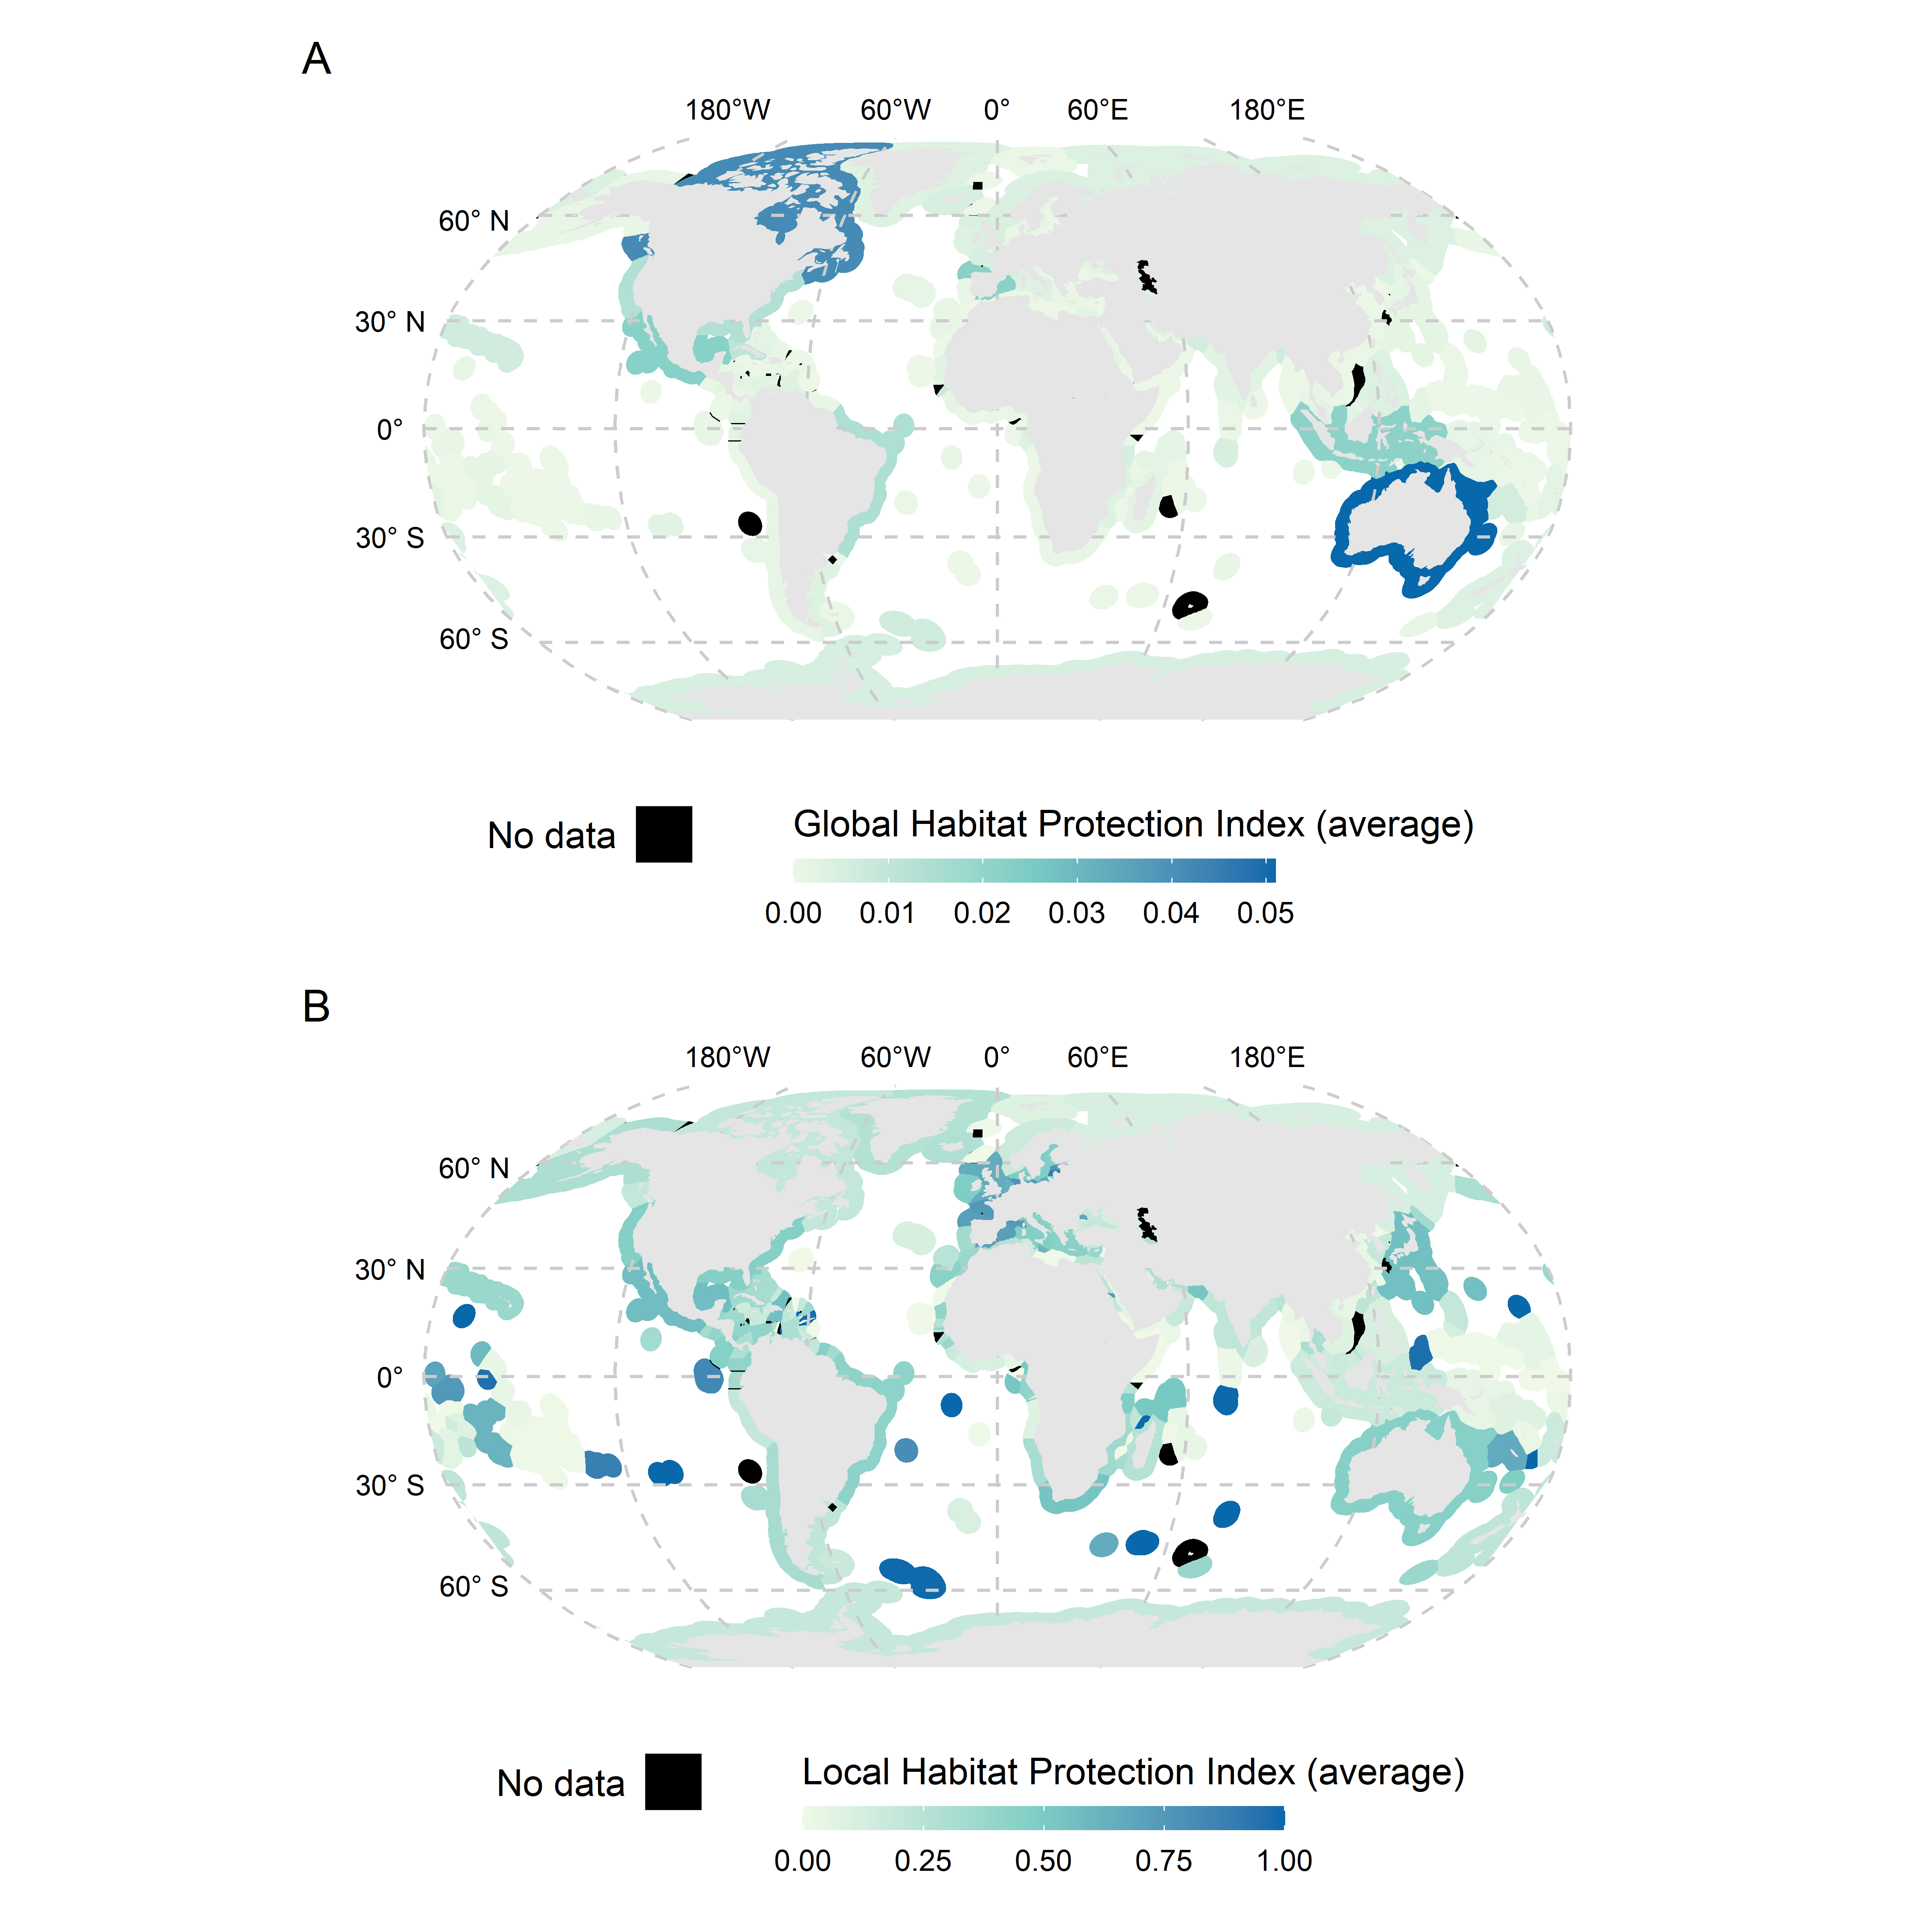 A
180°W 60°W 0° 60°E 180°E
60° N
30° N
0°
30° S
60° S
No data
Global Habitat Protection Index (average)
0.00 0.01 0.02 0.03 0.04 0.05
B
180°W 60°W 0° 60°E 180°E
60° N
30° N
0°
30° S
60° S
No data
Local Habitat Protection Index (average)
0.00 0.25 0.50 0.75 1.00